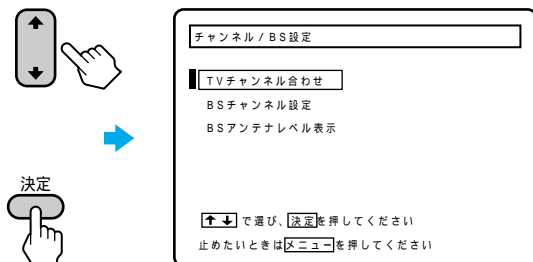 チャンネル/BS設定
TVチャンネル合わせ
BSチャンネル設定
BSアンテナレベル表示
決定
↑↓で選び、決定を押してください
止めたいときはメニューを押してください